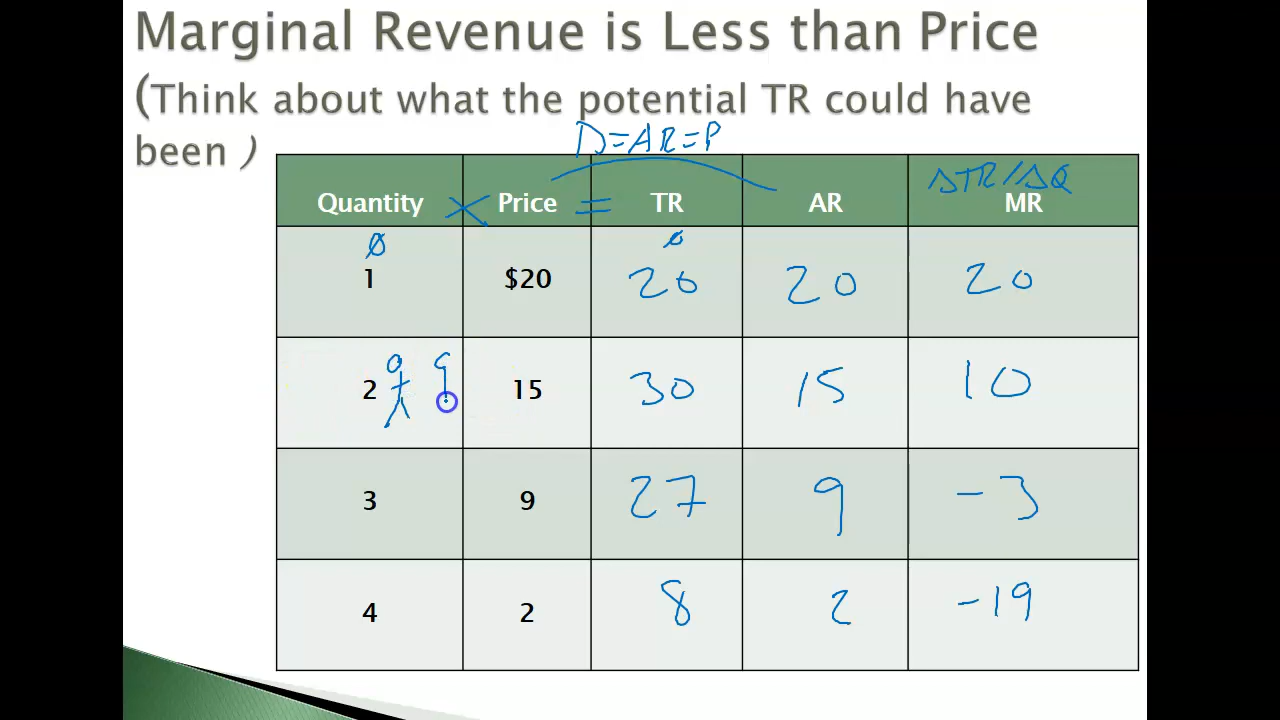 Marginal Revenue is Less than Price
(Think about what the potential TR could have
been )
D=AR=P
ΔTR/ΔQ
Quantity × Price = TR AR MR
0 0
1 $20 20 20 20
2 15 30 15 10
3 9 27 9 -3
4 2 8 2 -19